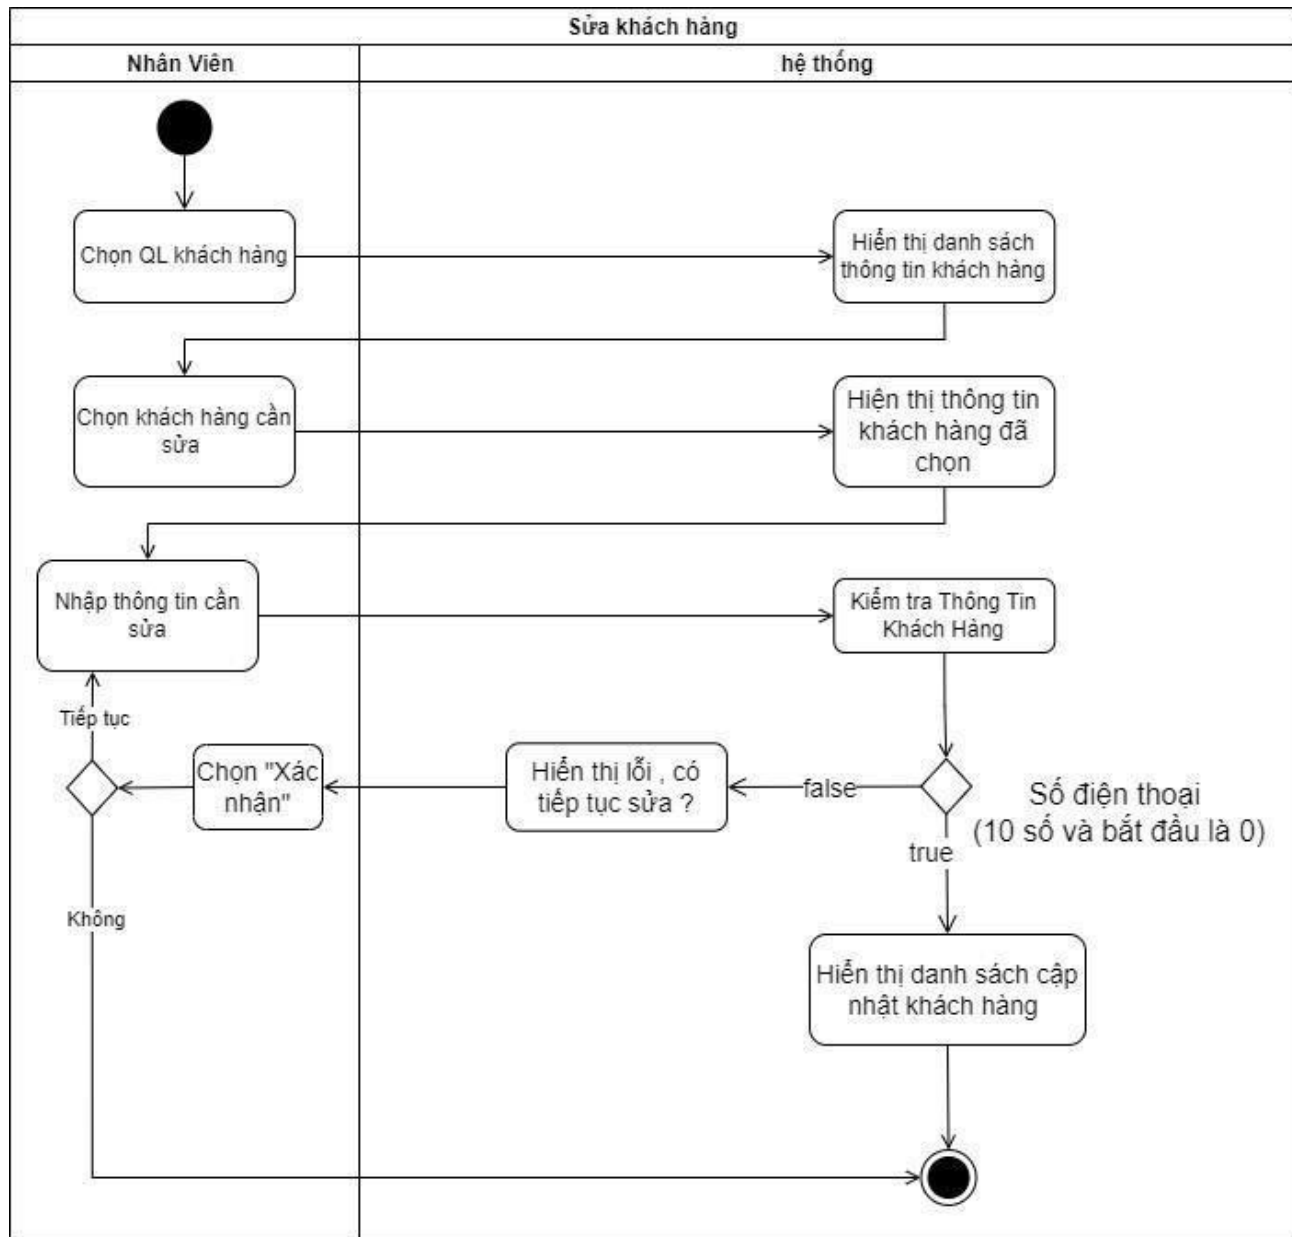 Sửa khách hàng
Nhân Viên
hệ thống
Chọn QL khách hàng
Hiển thị danh sách
thông tin khách hàng
Chọn khách hàng cần
sửa
Hiện thị thông tin
khách hàng đã
chọn
Nhập thông tin cần
sửa
Kiểm tra Thông Tin
Khách Hàng
Tiếp tục
Chọn "Xác
nhận"
Hiển thị lỗi , có
tiếp tục sửa ?
false
Số điện thoại
(10 số và bắt đầu là 0)
true
Không
Hiển thị danh sách cập
nhật khách hàng